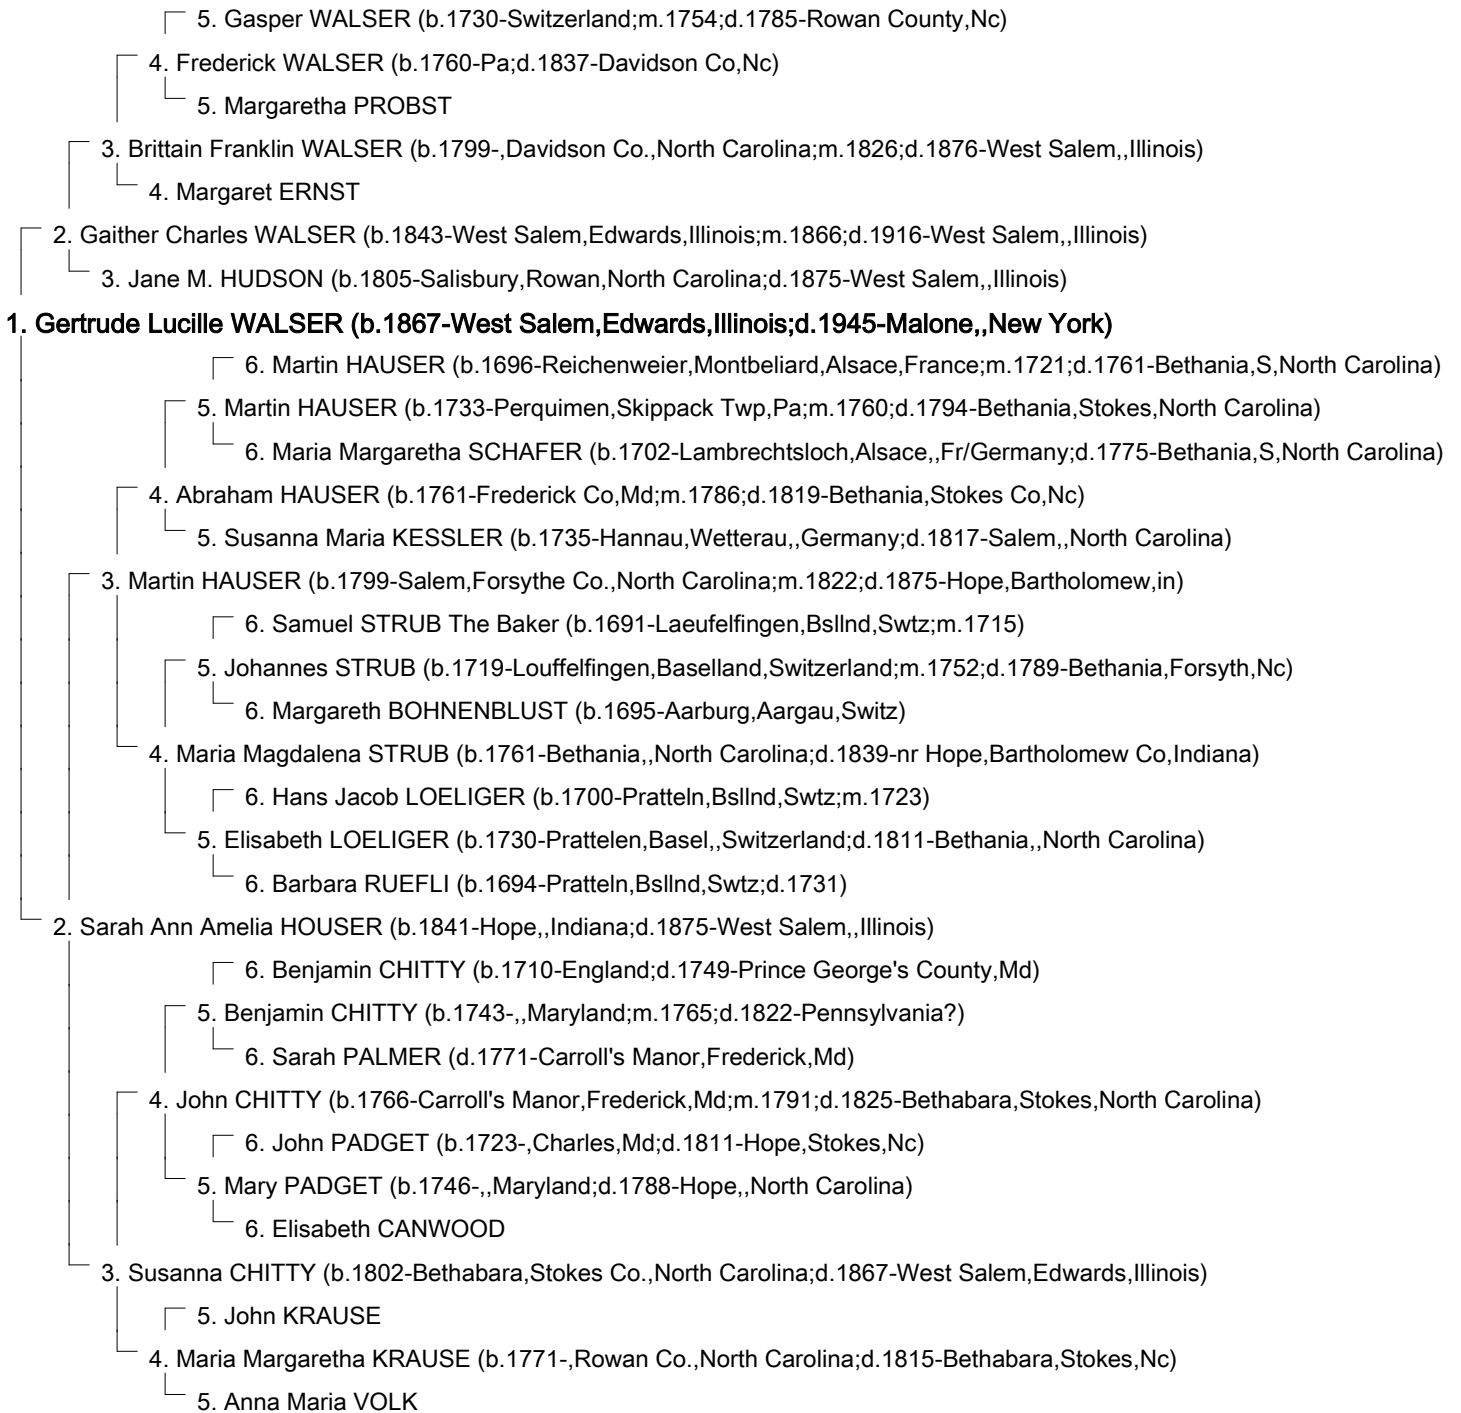 5. Gasper WALSER (b.1730-Switzerland;m.1754;d.1785-Rowan County,Nc)
4. Frederick WALSER (b.1760-Pa;d.1837-Davidson Co,Nc)
5. Margaretha PROBST
3. Brittain Franklin WALSER (b.1799-,Davidson Co.,North Carolina;m.1826;d.1876-West Salem,,Illinois)
4. Margaret ERNST
2. Gaither Charles WALSER (b.1843-West Salem,Edwards,Illinois;m.1866;d.1916-West Salem,,Illinois)
3. Jane M. HUDSON (b.1805-Salisbury,Rowan,North Carolina;d.1875-West Salem,,Illinois)
1. Gertrude Lucille WALSER (b.1867-West Salem,Edwards,Illinois;d.1945-Malone,,New York)
6. Martin HAUSER (b.1696-Reichenweier,Montbeliard,Alsace,France;m.1721;d.1761-Bethania,S,North Carolina)
5. Martin HAUSER (b.1733-Perquimen,Skippack Twp,Pa;m.1760;d.1794-Bethania,Stokes,North Carolina)
6. Maria Margaretha SCHAFER (b.1702-Lambrechtsloch,Alsace,,Fr/Germany;d.1775-Bethania,S,North Carolina)
4. Abraham HAUSER (b.1761-Frederick Co,Md;m.1786;d.1819-Bethania,Stokes Co,Nc)
5. Susanna Maria KESSLER (b.1735-Hannau,Wetterau,,Germany;d.1817-Salem,,North Carolina)
3. Martin HAUSER (b.1799-Salem,Forsythe Co.,North Carolina;m.1822;d.1875-Hope,Bartholomew,in)
6. Samuel STRUB The Baker (b.1691-Laeufelfingen,Bsllnd,Swtz;m.1715)
5. Johannes STRUB (b.1719-Louffelfingen,Baselland,Switzerland;m.1752;d.1789-Bethania,Forsyth,Nc)
6. Margareth BOHNENBLUST (b.1695-Aarburg,Aargau,Switz)
4. Maria Magdalena STRUB (b.1761-Bethania,,North Carolina;d.1839-nr Hope,Bartholomew Co,Indiana)
6. Hans Jacob LOELIGER (b.1700-Pratteln,Bsllnd,Swtz;m.1723)
5. Elisabeth LOELIGER (b.1730-Prattelen,Basel,,Switzerland;d.1811-Bethania,,North Carolina)
6. Barbara RUEFLI (b.1694-Pratteln,Bsllnd,Swtz;d.1731)
2. Sarah Ann Amelia HOUSER (b.1841-Hope,,Indiana;d.1875-West Salem,,Illinois)
6. Benjamin CHITTY (b.1710-England;d.1749-Prince George's County,Md)
5. Benjamin CHITTY (b.1743-,,Maryland;m.1765;d.1822-Pennsylvania?)
6. Sarah PALMER (d.1771-Carroll's Manor,Frederick,Md)
4. John CHITTY (b.1766-Carroll's Manor,Frederick,Md;m.1791;d.1825-Bethabara,Stokes,North Carolina)
6. John PADGET (b.1723-,Charles,Md;d.1811-Hope,Stokes,Nc)
5. Mary PADGET (b.1746-,,Maryland;d.1788-Hope,,North Carolina)
6. Elisabeth CANWOOD
3. Susanna CHITTY (b.1802-Bethabara,Stokes Co.,North Carolina;d.1867-West Salem,Edwards,Illinois)
5. John KRAUSE
4. Maria Margaretha KRAUSE (b.1771-,Rowan Co.,North Carolina;d.1815-Bethabara,Stokes,Nc)
5. Anna Maria VOLK